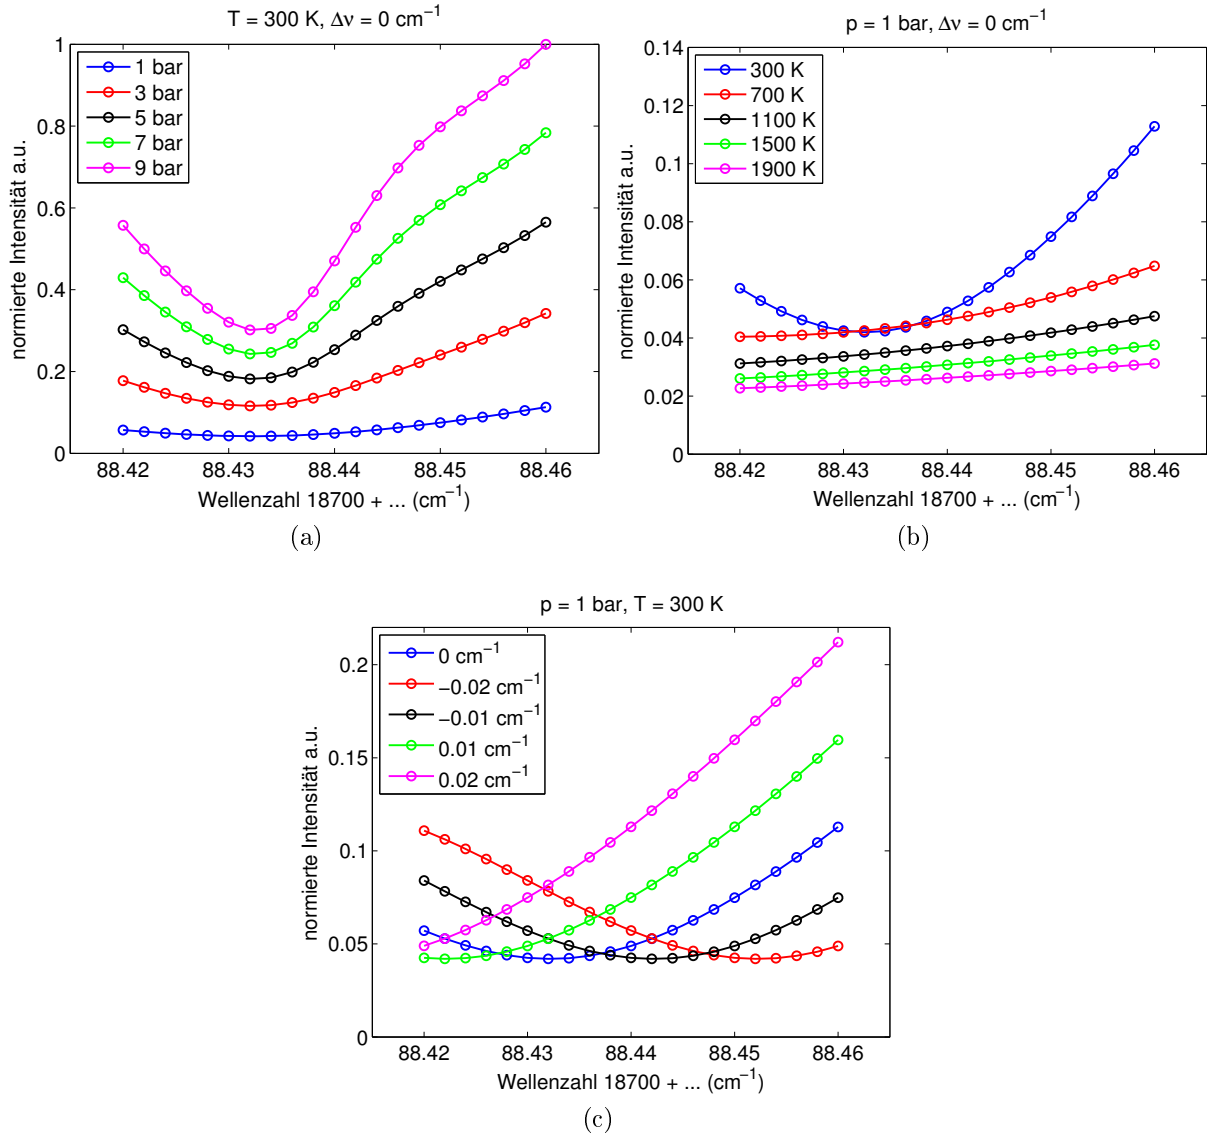 T = 300 K, Δν = 0 cm⁻¹
normierte Intensität a.u.
1
0.8
0.6
0.4
0.2
0
1 bar
3 bar
5 bar
7 bar
9 bar
88.42 88.43 88.44 88.45 88.46
Wellenzahl 18700 + ... (cm⁻¹)
(a)
p = 1 bar, Δν = 0 cm⁻¹
normierte Intensität a.u.
0.14
0.12
0.1
0.08
0.06
0.04
0.02
0
300 K
700 K
1100 K
1500 K
1900 K
88.42 88.43 88.44 88.45 88.46
Wellenzahl 18700 + ... (cm⁻¹)
(b)
p = 1 bar, T = 300 K
normierte Intensität a.u.
0.2
0.15
0.1
0.05
0
0 cm⁻¹
−0.02 cm⁻¹
−0.01 cm⁻¹
0.01 cm⁻¹
0.02 cm⁻¹
88.42 88.43 88.44 88.45 88.46
Wellenzahl 18700 + ... (cm⁻¹)
(c)